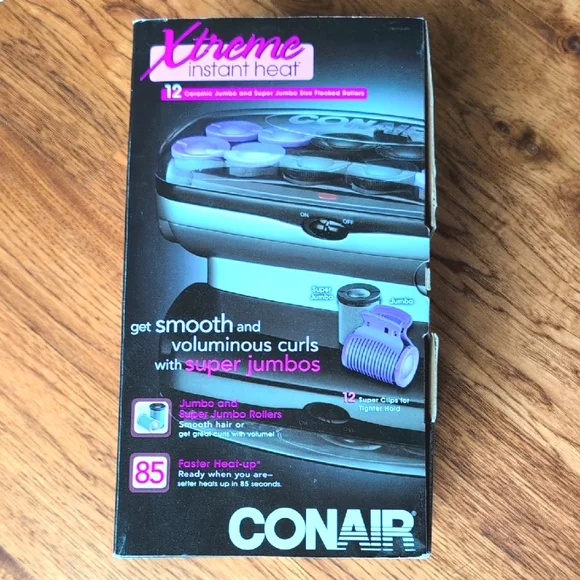 Xtreme
instant heat®
12 Ceramic Jumbo and Super Jumbo Size Flocked Rollers
CONAIR
ON
OFF
Super
Jumbo
Jumbo
get smooth and
voluminous curls
with super jumbos
12 Super Clips for
Tighter Hold
Jumbo and
Super Jumbo Rollers
Smooth hair or
get great curls with volume!
85
Faster Heat-up*
Ready when you are–
setter heats up in 85 seconds.
CONAIR®